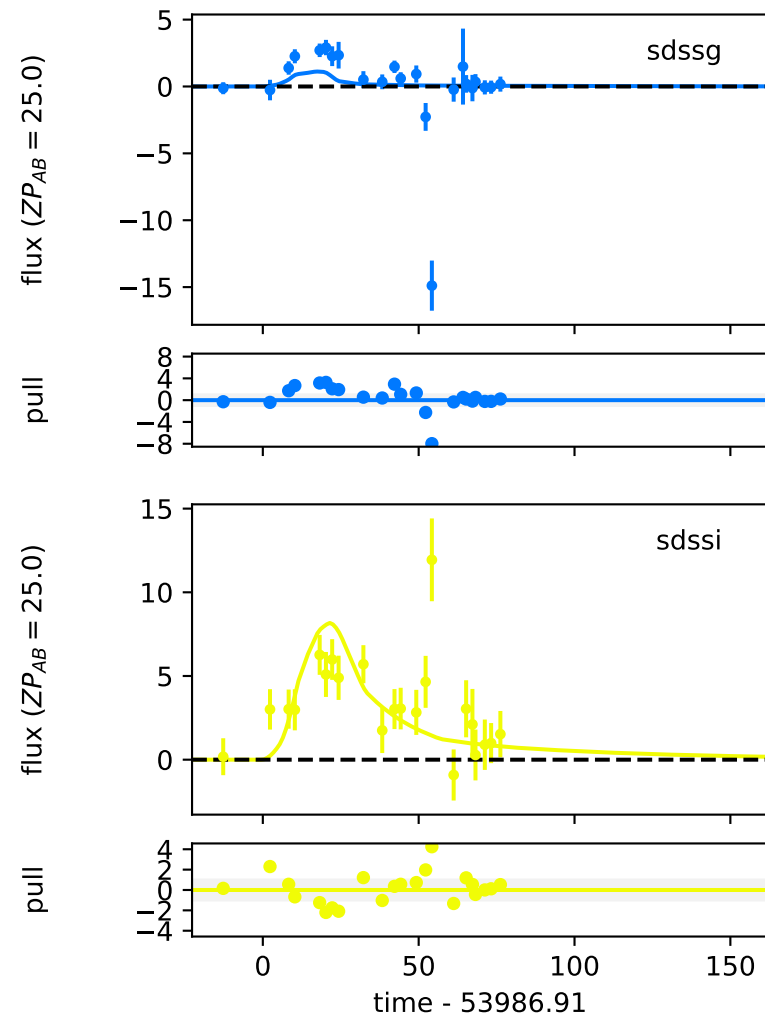 5
0
−5
−10
−15
flux (ZP_AB = 25.0)
sdssg
8
4
0
−4
−8
pull
15
10
5
0
flux (ZP_AB = 25.0)
sdssi
4
2
0
−2
−4
pull
0 50 100 150
time - 53986.91